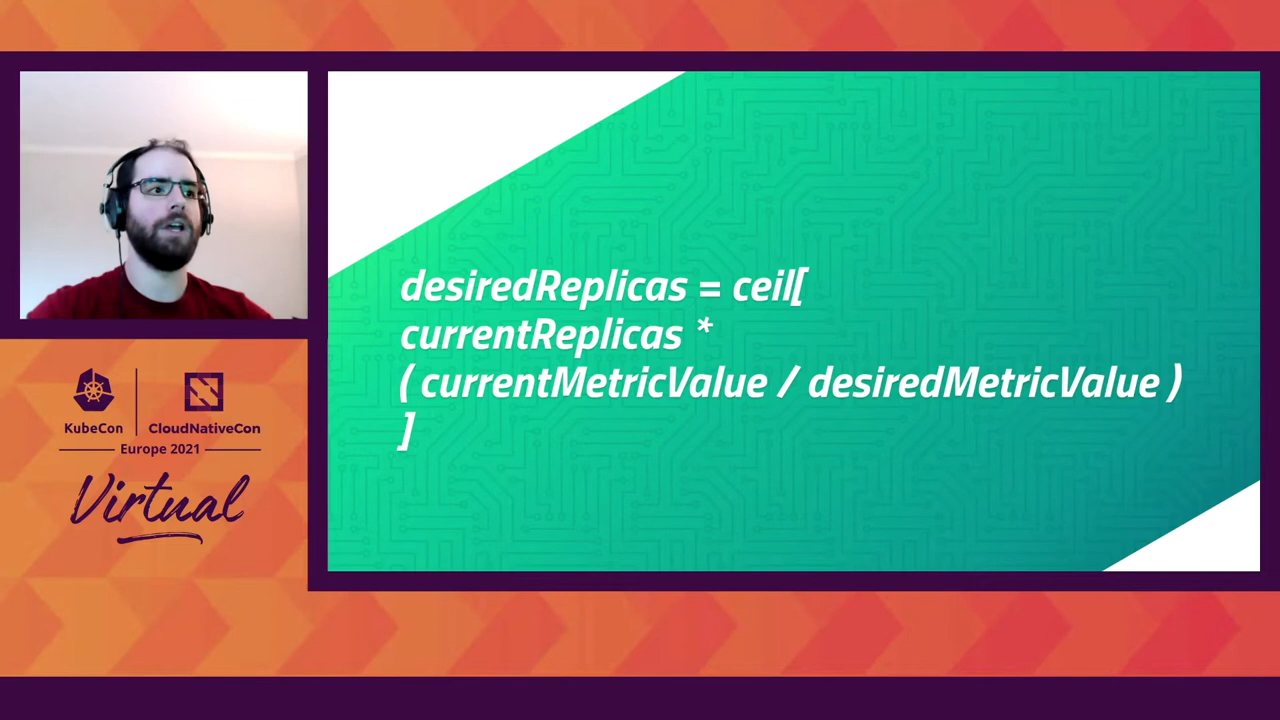 desiredReplicas = ceil[
currentReplicas *
( currentMetricValue / desiredMetricValue )
]
KubeCon
CloudNativeCon
Europe 2021
Virtual